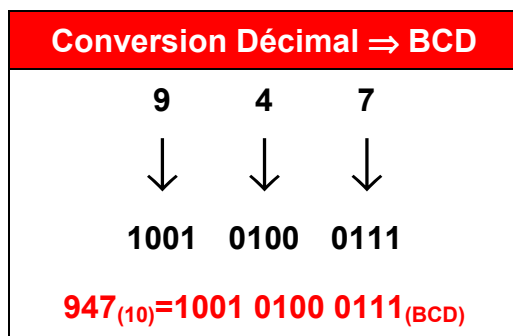 Conversion Décimal ⇒ BCD
9 4 7
1001 0100 0111
947(10)=1001 0100 0111(BCD)